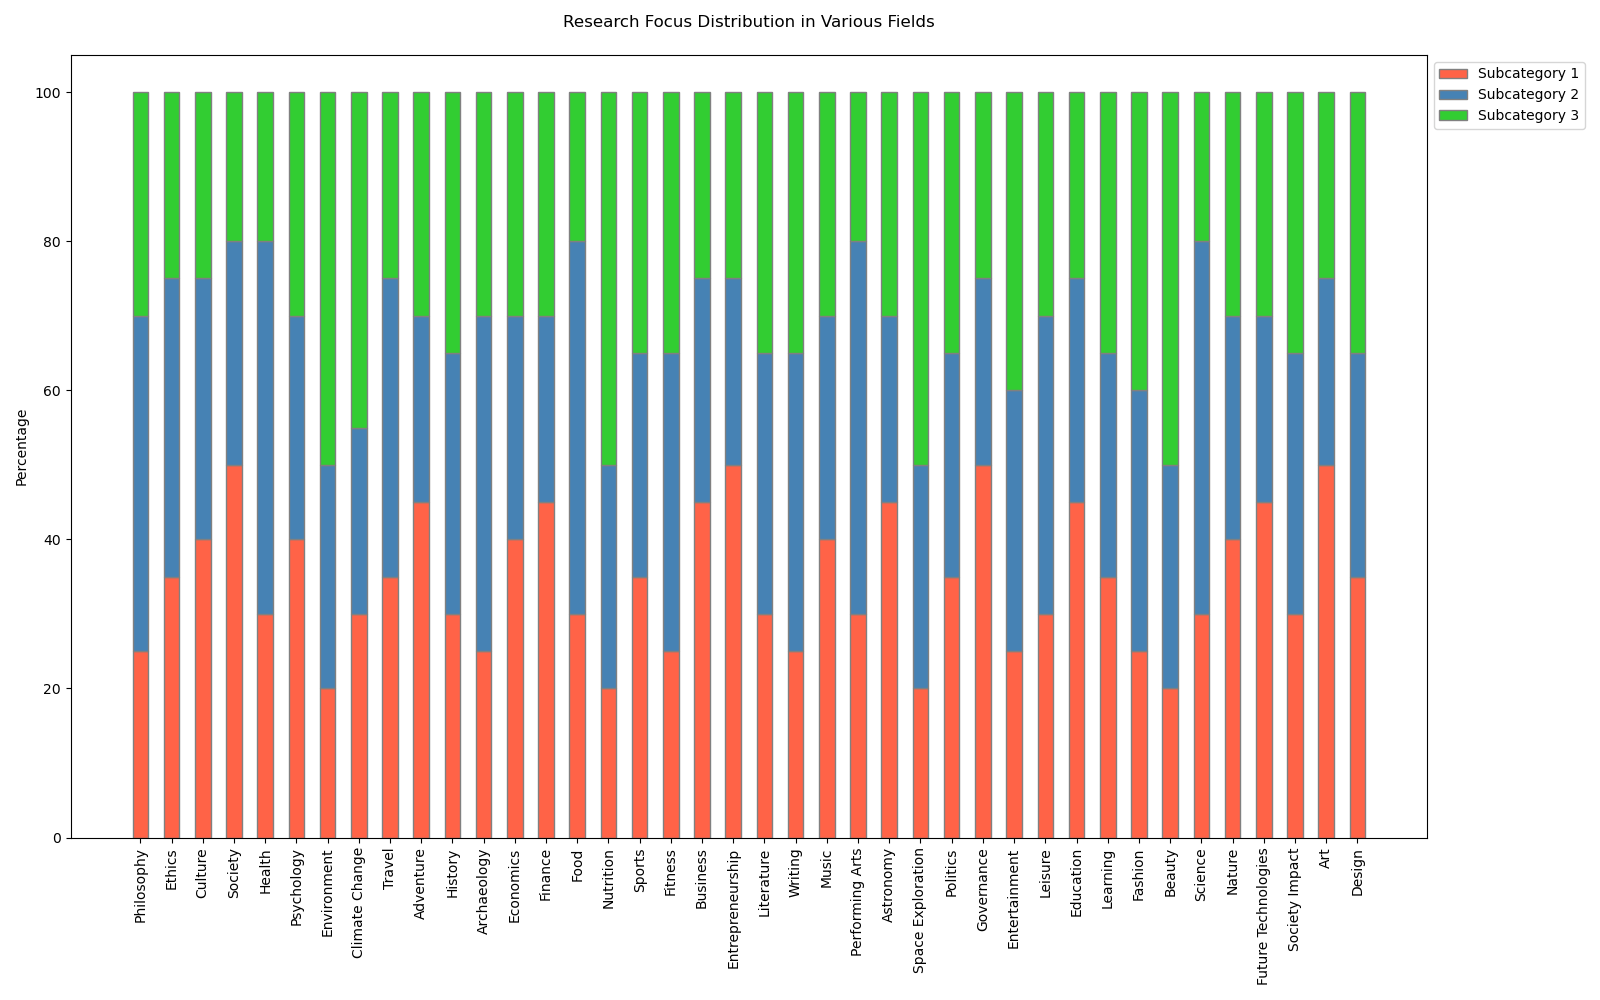 Research Focus Distribution in Various Fields
Subcategory 1
Subcategory 2
Subcategory 3
Percentage
100
80
60
40
20
0
Philosophy
Ethics
Culture
Society
Health
Psychology
Environment
Climate Change
Travel
Adventure
History
Archaeology
Economics
Finance
Food
Nutrition
Sports
Fitness
Business
Entrepreneurship
Literature
Writing
Music
Performing Arts
Astronomy
Space Exploration
Politics
Governance
Entertainment
Leisure
Education
Learning
Fashion
Beauty
Science
Nature
Future Technologies
Society Impact
Art
Design